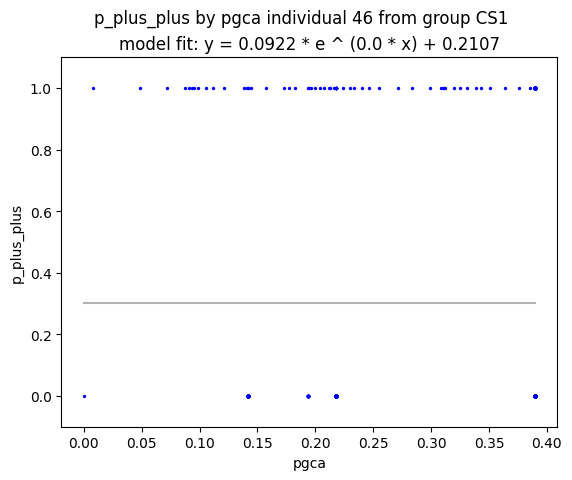 p_plus_plus by pgca individual 46 from group CS1
model fit: y = 0.0922 * e ^ (0.0 * x) + 0.2107
1.0
0.8
0.6
0.4
0.2
0.0
p_plus_plus
0.00 0.05 0.10 0.15 0.20 0.25 0.30 0.35 0.40
pgca